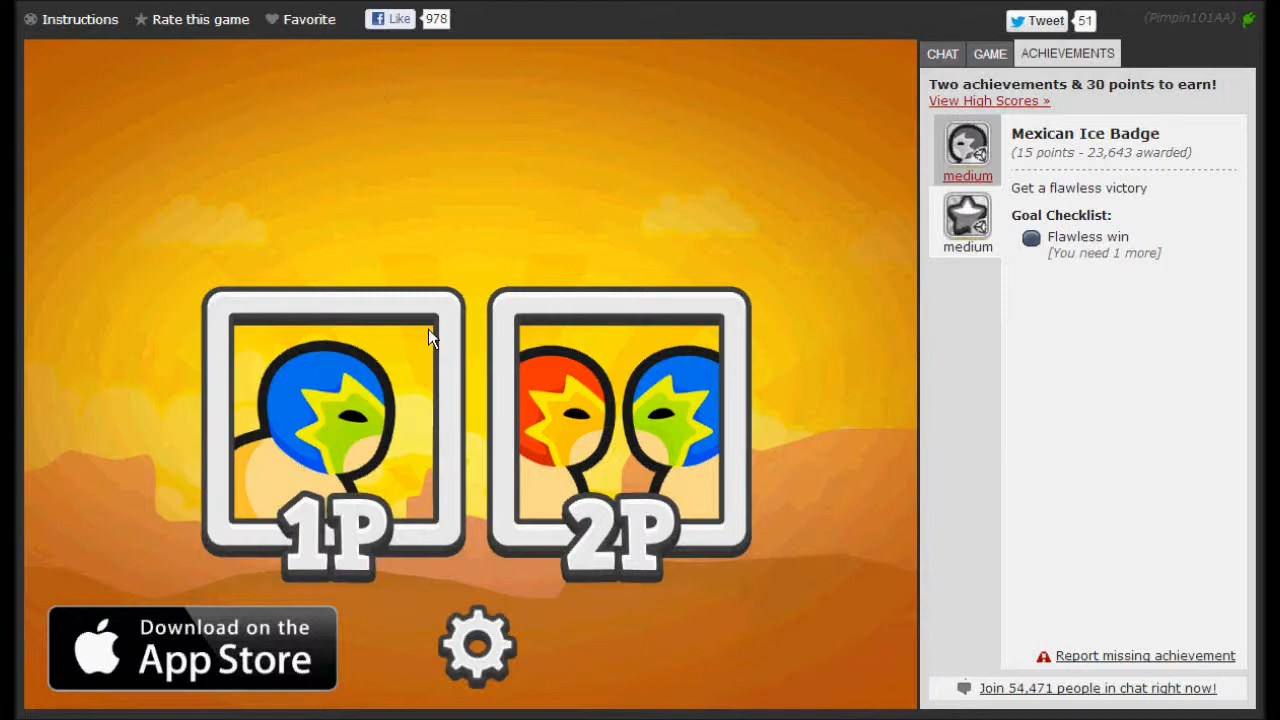 Instructions
Rate this game
Favorite
Like
978
Tweet
51
(Pimpin101AA)
CHAT
GAME
ACHIEVEMENTS
Two achievements & 30 points to earn!
View High Scores »
medium
medium
Mexican Ice Badge
(15 points - 23,643 awarded)
Get a flawless victory
Goal Checklist:
Flawless win
[You need 1 more]
1P
2P
Download on the
App Store
Report missing achievement
Join 54,471 people in chat right now!